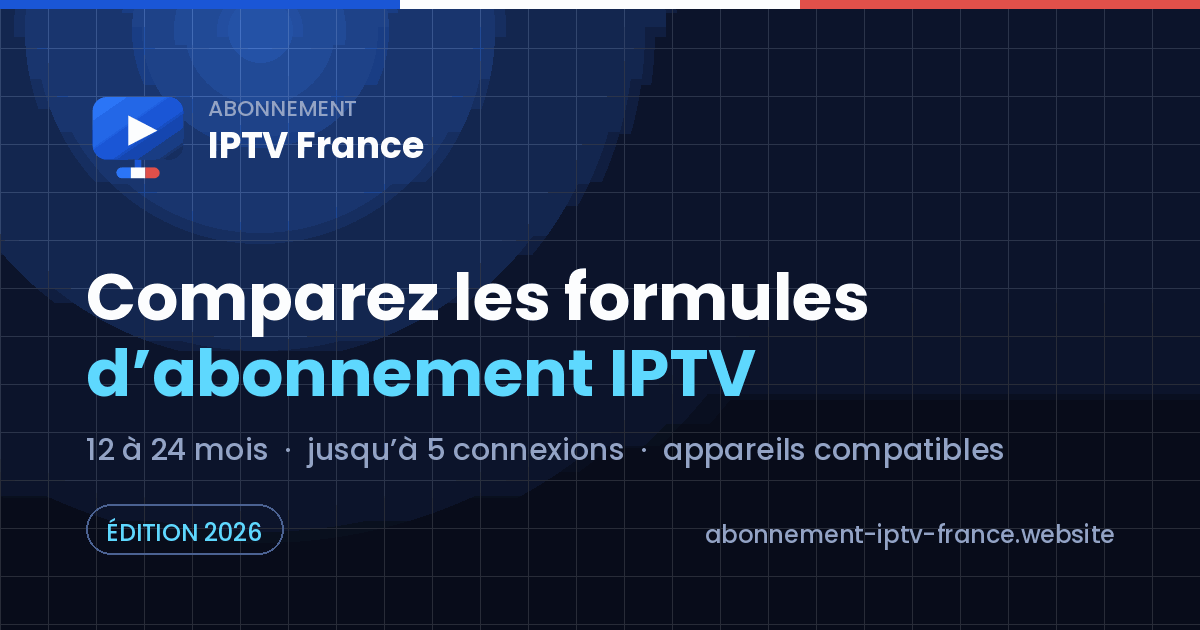 ABONNEMENT
IPTV France
Comparez les formules
d’abonnement IPTV
12 à 24 mois · jusqu’à 5 connexions · appareils compatibles
ÉDITION 2026
abonnement-iptv-france.website